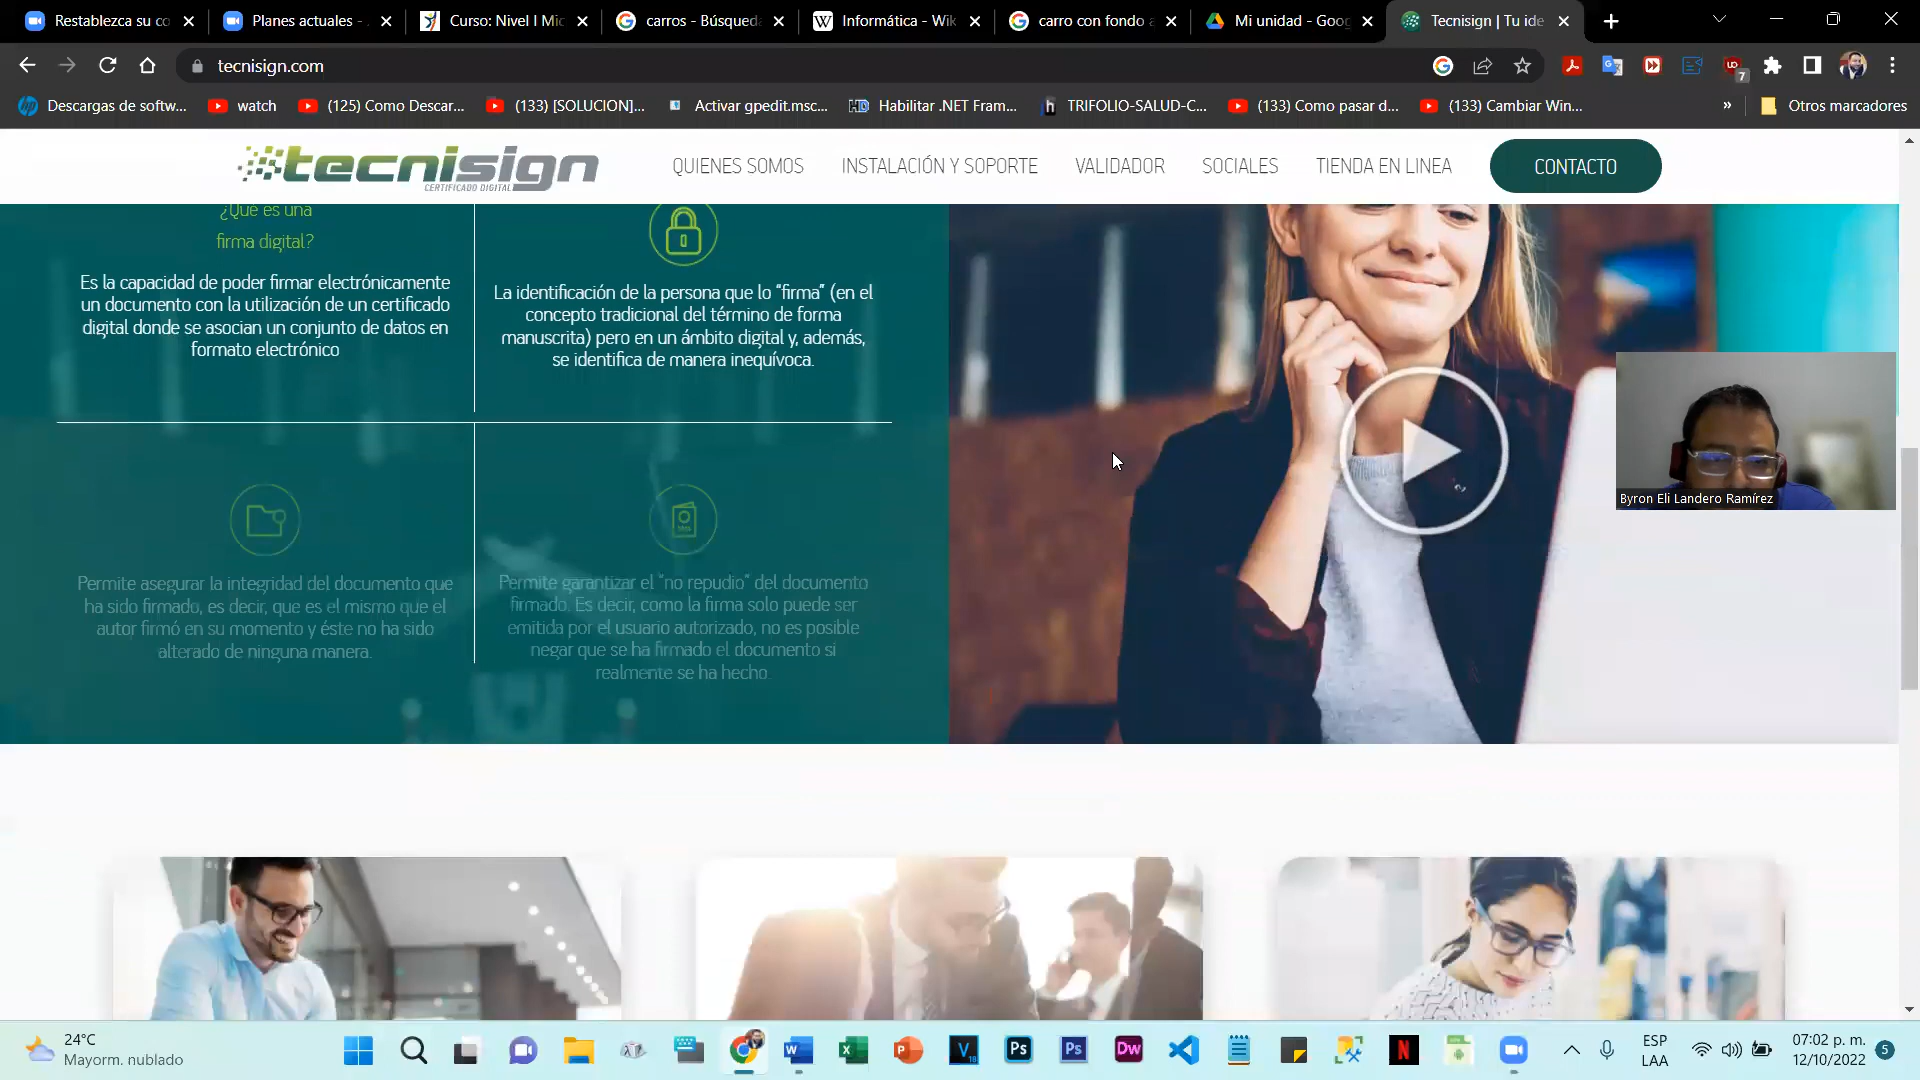 Restablezca su co
Planes actuales -
Curso: Nivel I Mic
carros - Búsqued
Informática - Wik
carro con fondo a
Mi unidad - Goog
Tecnisign | Tu ide
tecnisign.com
7
Descargas de softw...
watch
(125) Como Descar...
(133) [SOLUCION]...
Activar gpedit.msc...
Habilitar .NET Fram...
TRIFOLIO-SALUD-C...
(133) Como pasar d...
(133) Cambiar Win...
»
Otros marcadores
tecnisign
CERTIFICADO DIGITAL
QUIENES SOMOS
INSTALACIÓN Y SOPORTE
VALIDADOR
SOCIALES
TIENDA EN LINEA
CONTACTO
¿Qué es una
firma digital?
Es la capacidad de poder firmar electrónicamente
un documento con la utilización de un certificado
digital donde se asocian un conjunto de datos en
formato electrónico
La identificación de la persona que lo “firma” (en el
concepto tradicional del término de forma
manuscrita) pero en un ámbito digital y, además,
se identifica de manera inequívoca.
Permite asegurar la integridad del documento que
ha sido firmado, es decir, que es el mismo que el
autor firmó en su momento y éste no ha sido
alterado de ninguna manera.
Permite garantizar el “no repudio” del documento
firmado. Es decir, como la firma solo puede ser
emitida por el usuario autorizado, no es posible
negar que se ha firmado el documento si
realmente se ha hecho.
Byron Eli Landero Ramírez
24°C
Mayorm. nublado
ESP
LAA
07:02 p. m.
12/10/2022
5